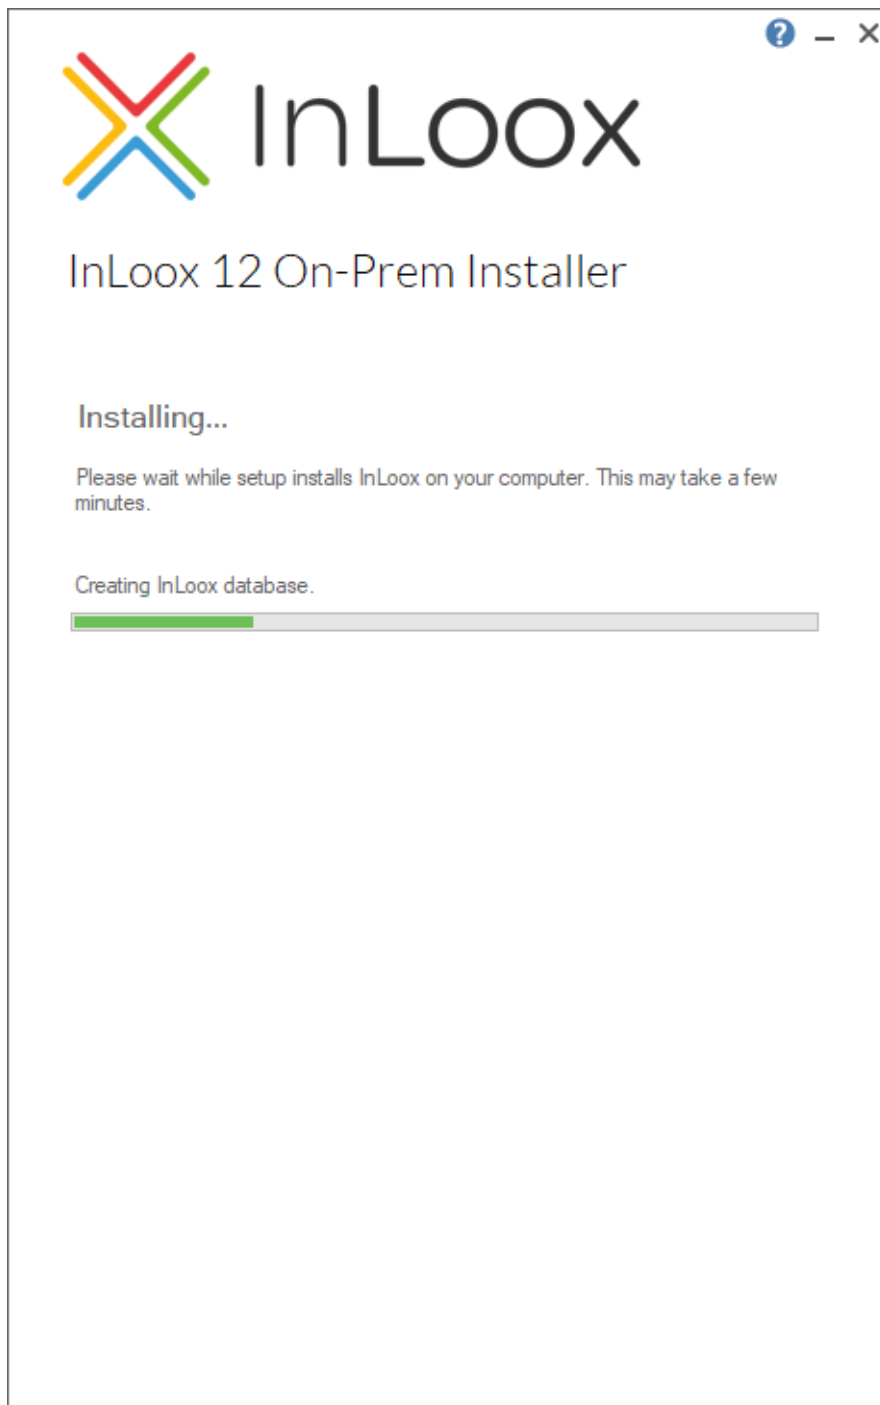 InLoox
InLoox 12 On-Prem Installer
Installing...
Please wait while setup installs InLoox on your computer. This may take a few
minutes.
Creating InLoox database.